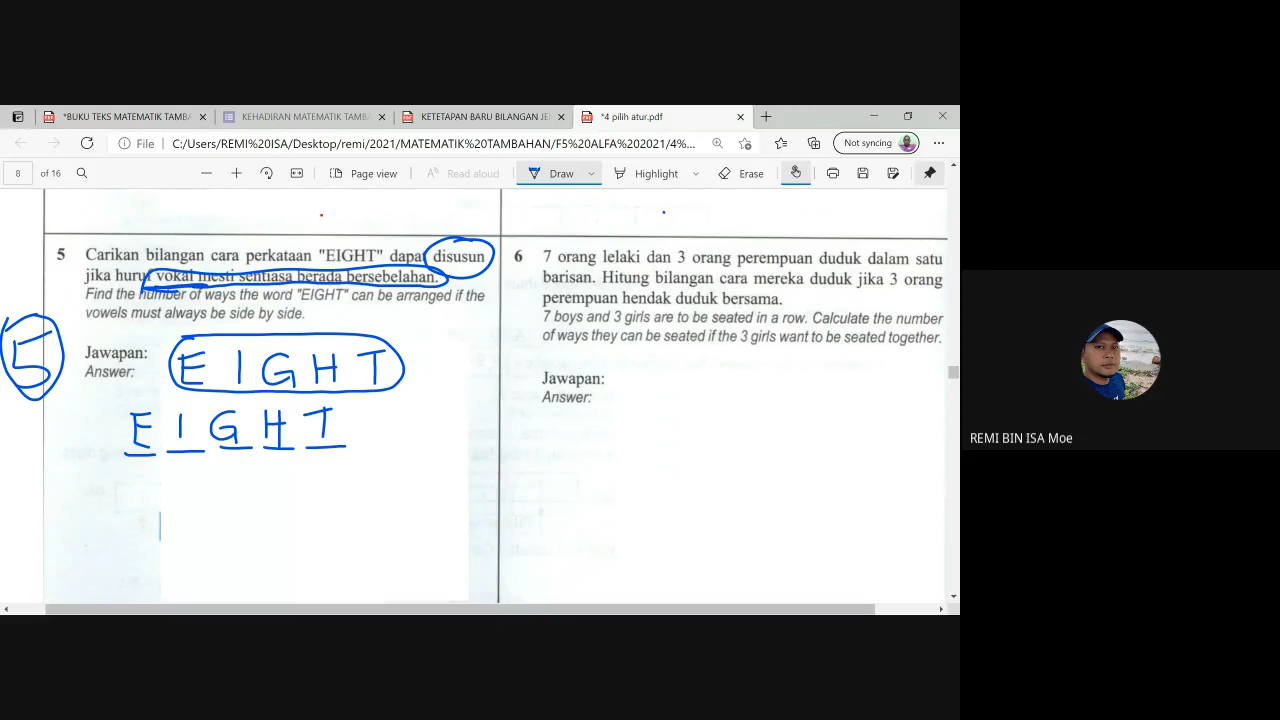 *BUKU TEKS MATEMATIK TAMBA
KEHADIRAN MATEMATIK TAMB
KETETAPAN BARU BILANGAN JEI
*4 pilih atur.pdf
File
C:/Users/REMI%20ISA/Desktop/remi/2021/MATEMATIK%20TAMBAHAN/F5%20ALFA%202021/4%...
Not syncing
8 of 16
Page view
Read aloud
Draw
Highlight
Erase
5 Carikan bilangan cara perkataan "EIGHT" dapat disusun
jika huruf vokal mesti sentiasa berada bersebelahan.
Find the number of ways the word "EIGHT" can be arranged if the
vowels must always be side by side.
Jawapan:
Answer:
5
E I G H T
E I G H T
6 7 orang lelaki dan 3 orang perempuan duduk dalam satu
barisan. Hitung bilangan cara mereka duduk jika 3 orang
perempuan hendak duduk bersama.
7 boys and 3 girls are to be seated in a row. Calculate the number
of ways they can be seated if the 3 girls want to be seated together.
Jawapan:
Answer:
REMI BIN ISA Moe